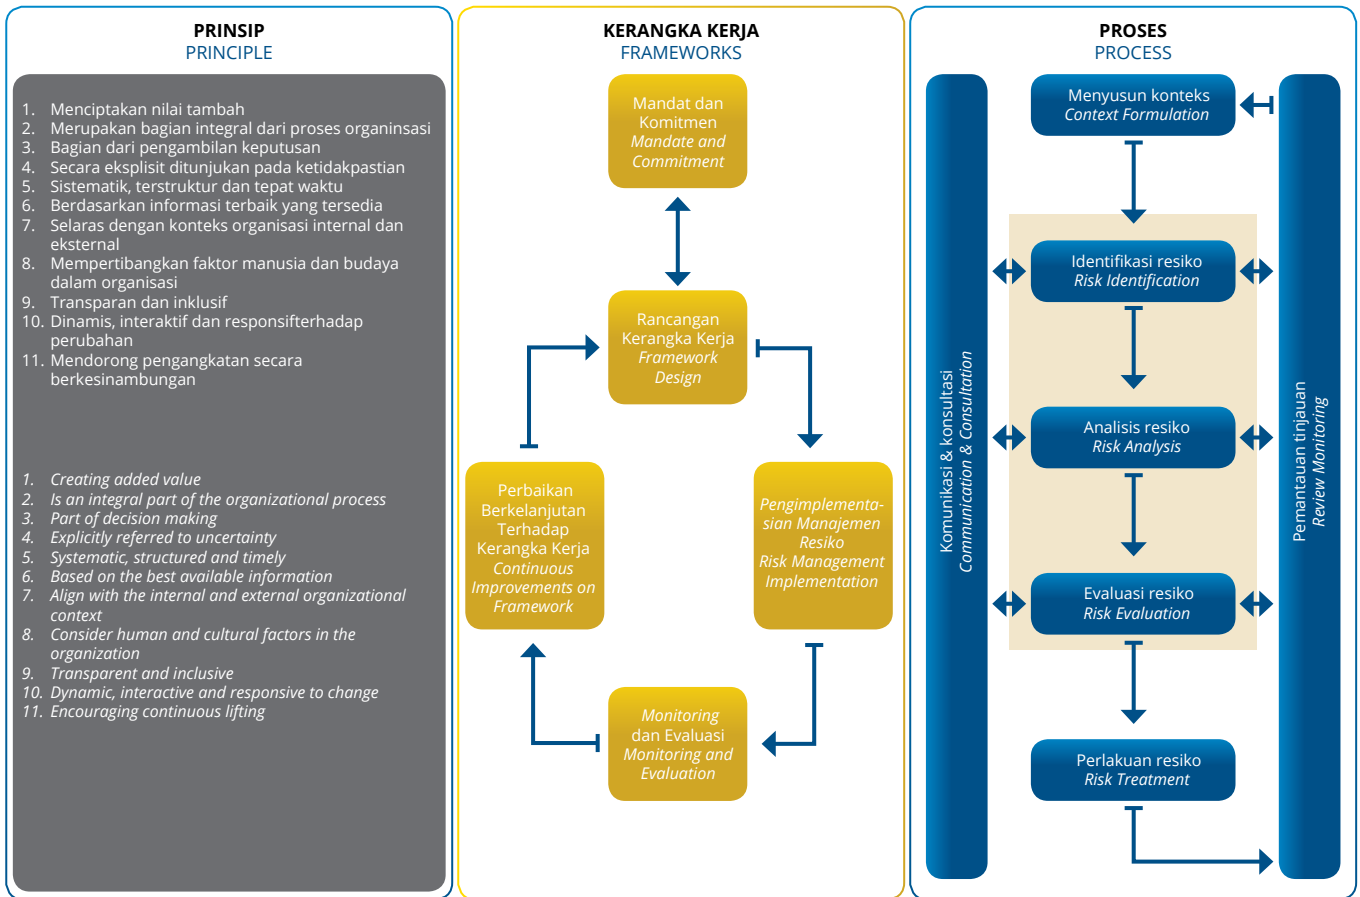 PRINSIP
PRINCIPLE
1. Menciptakan nilai tambah
2. Merupakan bagian integral dari proses organinsasi
3. Bagian dari pengambilan keputusan
4. Secara eksplisit ditunjukan pada ketidakpastian
5. Sistematik, terstruktur dan tepat waktu
6. Berdasarkan informasi terbaik yang tersedia
7. Selaras dengan konteks organisasi internal dan
eksternal
8. Mempertibangkan faktor manusia dan budaya
dalam organisasi
9. Transparan dan inklusif
10. Dinamis, interaktif dan responsifterhadap
perubahan
11. Mendorong pengangkatan secara
berkesinambungan
1. Creating added value
2. Is an integral part of the organizational process
3. Part of decision making
4. Explicitly referred to uncertainty
5. Systematic, structured and timely
6. Based on the best available information
7. Align with the internal and external organizational
context
8. Consider human and cultural factors in the
organization
9. Transparent and inclusive
10. Dynamic, interactive and responsive to change
11. Encouraging continuous lifting
KERANGKA KERJA
FRAMEWORKS
Mandat dan
Komitmen
Mandate and
Commitment
Rancangan
Kerangka Kerja
Framework
Design
Perbaikan
Berkelanjutan
Terhadap
Kerangka Kerja
Continuous
Improvements on
Framework
Pengimplementa-
sian Manajemen
Resiko
Risk Management
Implementation
Monitoring
dan Evaluasi
Monitoring and
Evaluation
PROSES
PROCESS
Komunikasi & konsultasi
Communication & Consultation
Menyusun konteks
Context Formulation
Identifikasi resiko
Risk Identification
Analisis resiko
Risk Analysis
Evaluasi resiko
Risk Evaluation
Perlakuan resiko
Risk Treatment
Pemantauan tinjauan
Review Monitoring